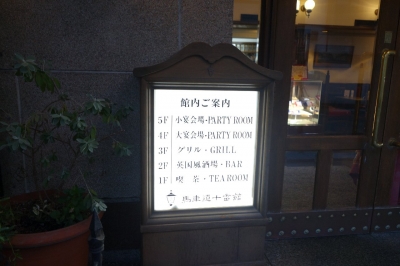 館内ご案内
5F 小宴会場・PARTY ROOM
4F 大宴会場・PARTY ROOM
3F グリル・GRILL
2F 英国風酒場・BAR
1F 喫 茶・TEA ROOM
馬車道十番館